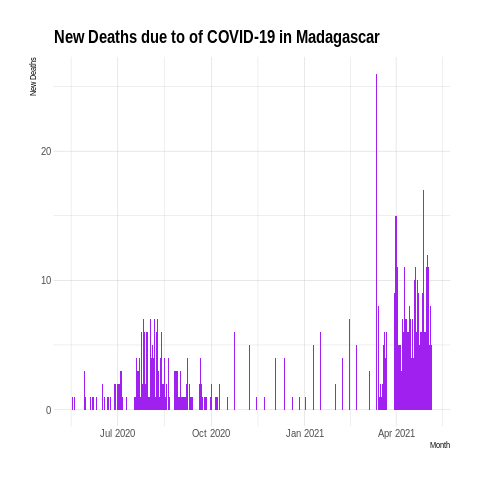 New Deaths due to of COVID-19 in Madagascar
New Deaths
20
10
0
Jul 2020
Oct 2020
Jan 2021
Apr 2021
Month